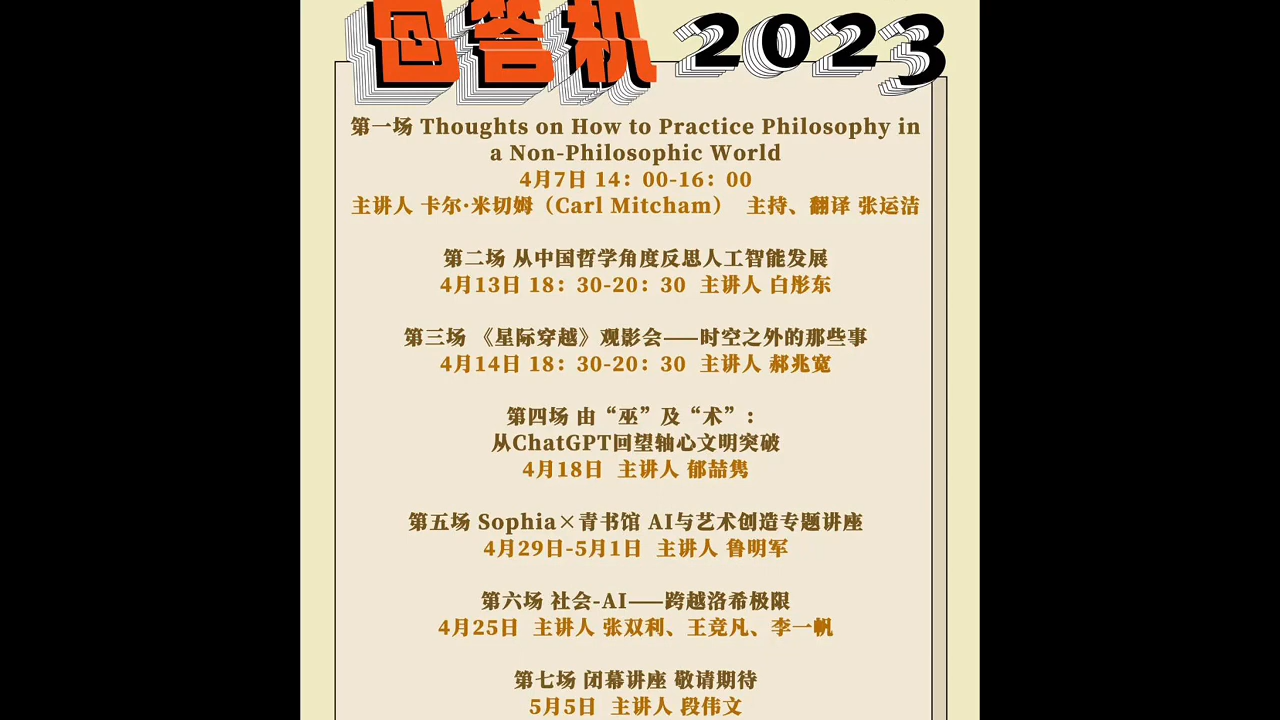 回答机 2023
第一场 Thoughts on How to Practice Philosophy in
a Non-Philosophic World
4月7日 14：00-16：00
主讲人 卡尔·米切姆（Carl Mitcham） 主持、翻译 张运洁
第二场 从中国哲学角度反思人工智能发展
4月13日 18：30-20：30 主讲人 白彤东
第三场 《星际穿越》观影会——时空之外的那些事
4月14日 18：30-20：30 主讲人 郝兆宽
第四场 由“巫”及“术”：
从ChatGPT回望轴心文明突破
4月18日 主讲人 郁喆隽
第五场 Sophia×青书馆 AI与艺术创造专题讲座
4月29日-5月1日 主讲人 鲁明军
第六场 社会-AI——跨越洛希极限
4月25日 主讲人 张双利、王竞凡、李一帆
第七场 闭幕讲座 敬请期待
5月5日 主讲人 段伟文